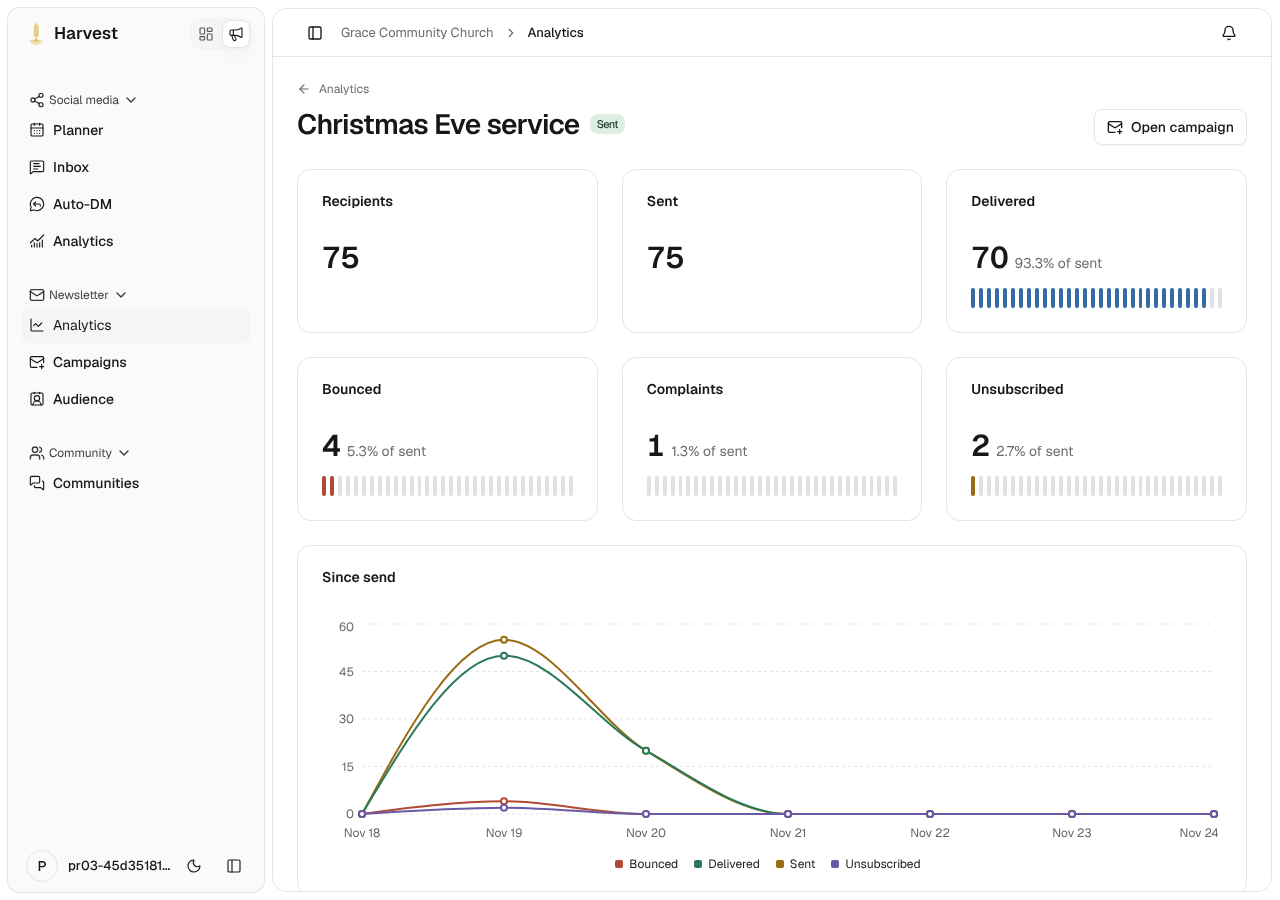 Harvest
Social media
Planner
Inbox
Auto-DM
Analytics
Newsletter
Analytics
Campaigns
Audience
Community
Communities
P pr03-45d35181...
Grace Community Church > Analytics
Analytics
Christmas Eve service Sent
Open campaign
Recipients
75
Sent
75
Delivered
70 93.3% of sent
Bounced
4 5.3% of sent
Complaints
1 1.3% of sent
Unsubscribed
2 2.7% of sent
Since send
60
45
30
15
0
Nov 18 Nov 19 Nov 20 Nov 21 Nov 22 Nov 23 Nov 24
Bounced Delivered Sent Unsubscribed